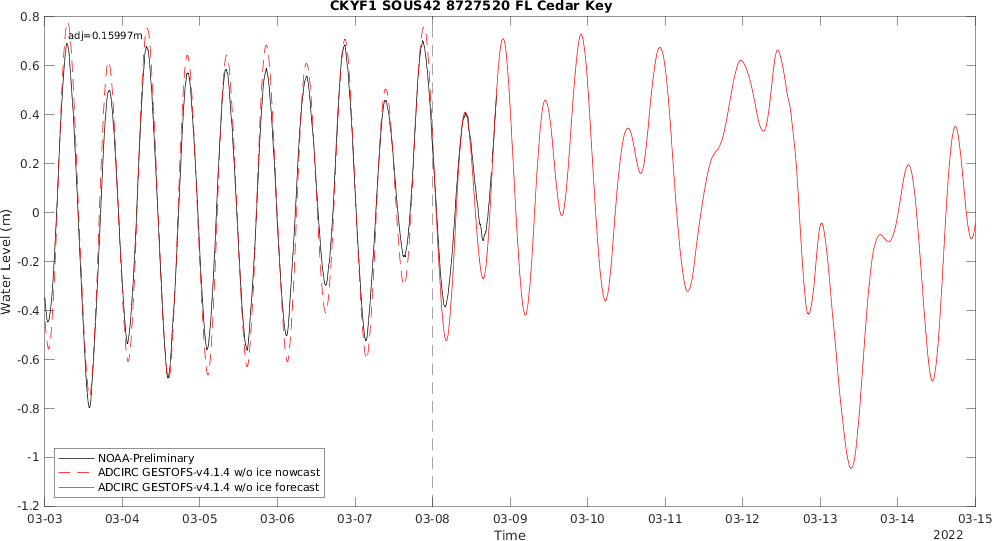 CKYF1 SOUS42 8727520 FL Cedar Key
adj=0.15997m
0.8
0.6
0.4
0.2
0
-0.2
-0.4
-0.6
-0.8
-1
-1.2
Water Level (m)
NOAA-Preliminary
ADCIRC GESTOFS-v4.1.4 w/o ice nowcast
ADCIRC GESTOFS-v4.1.4 w/o ice forecast
03-03 03-04 03-05 03-06 03-07 03-08 03-09 03-10 03-11 03-12 03-13 03-14 03-15
Time
2022